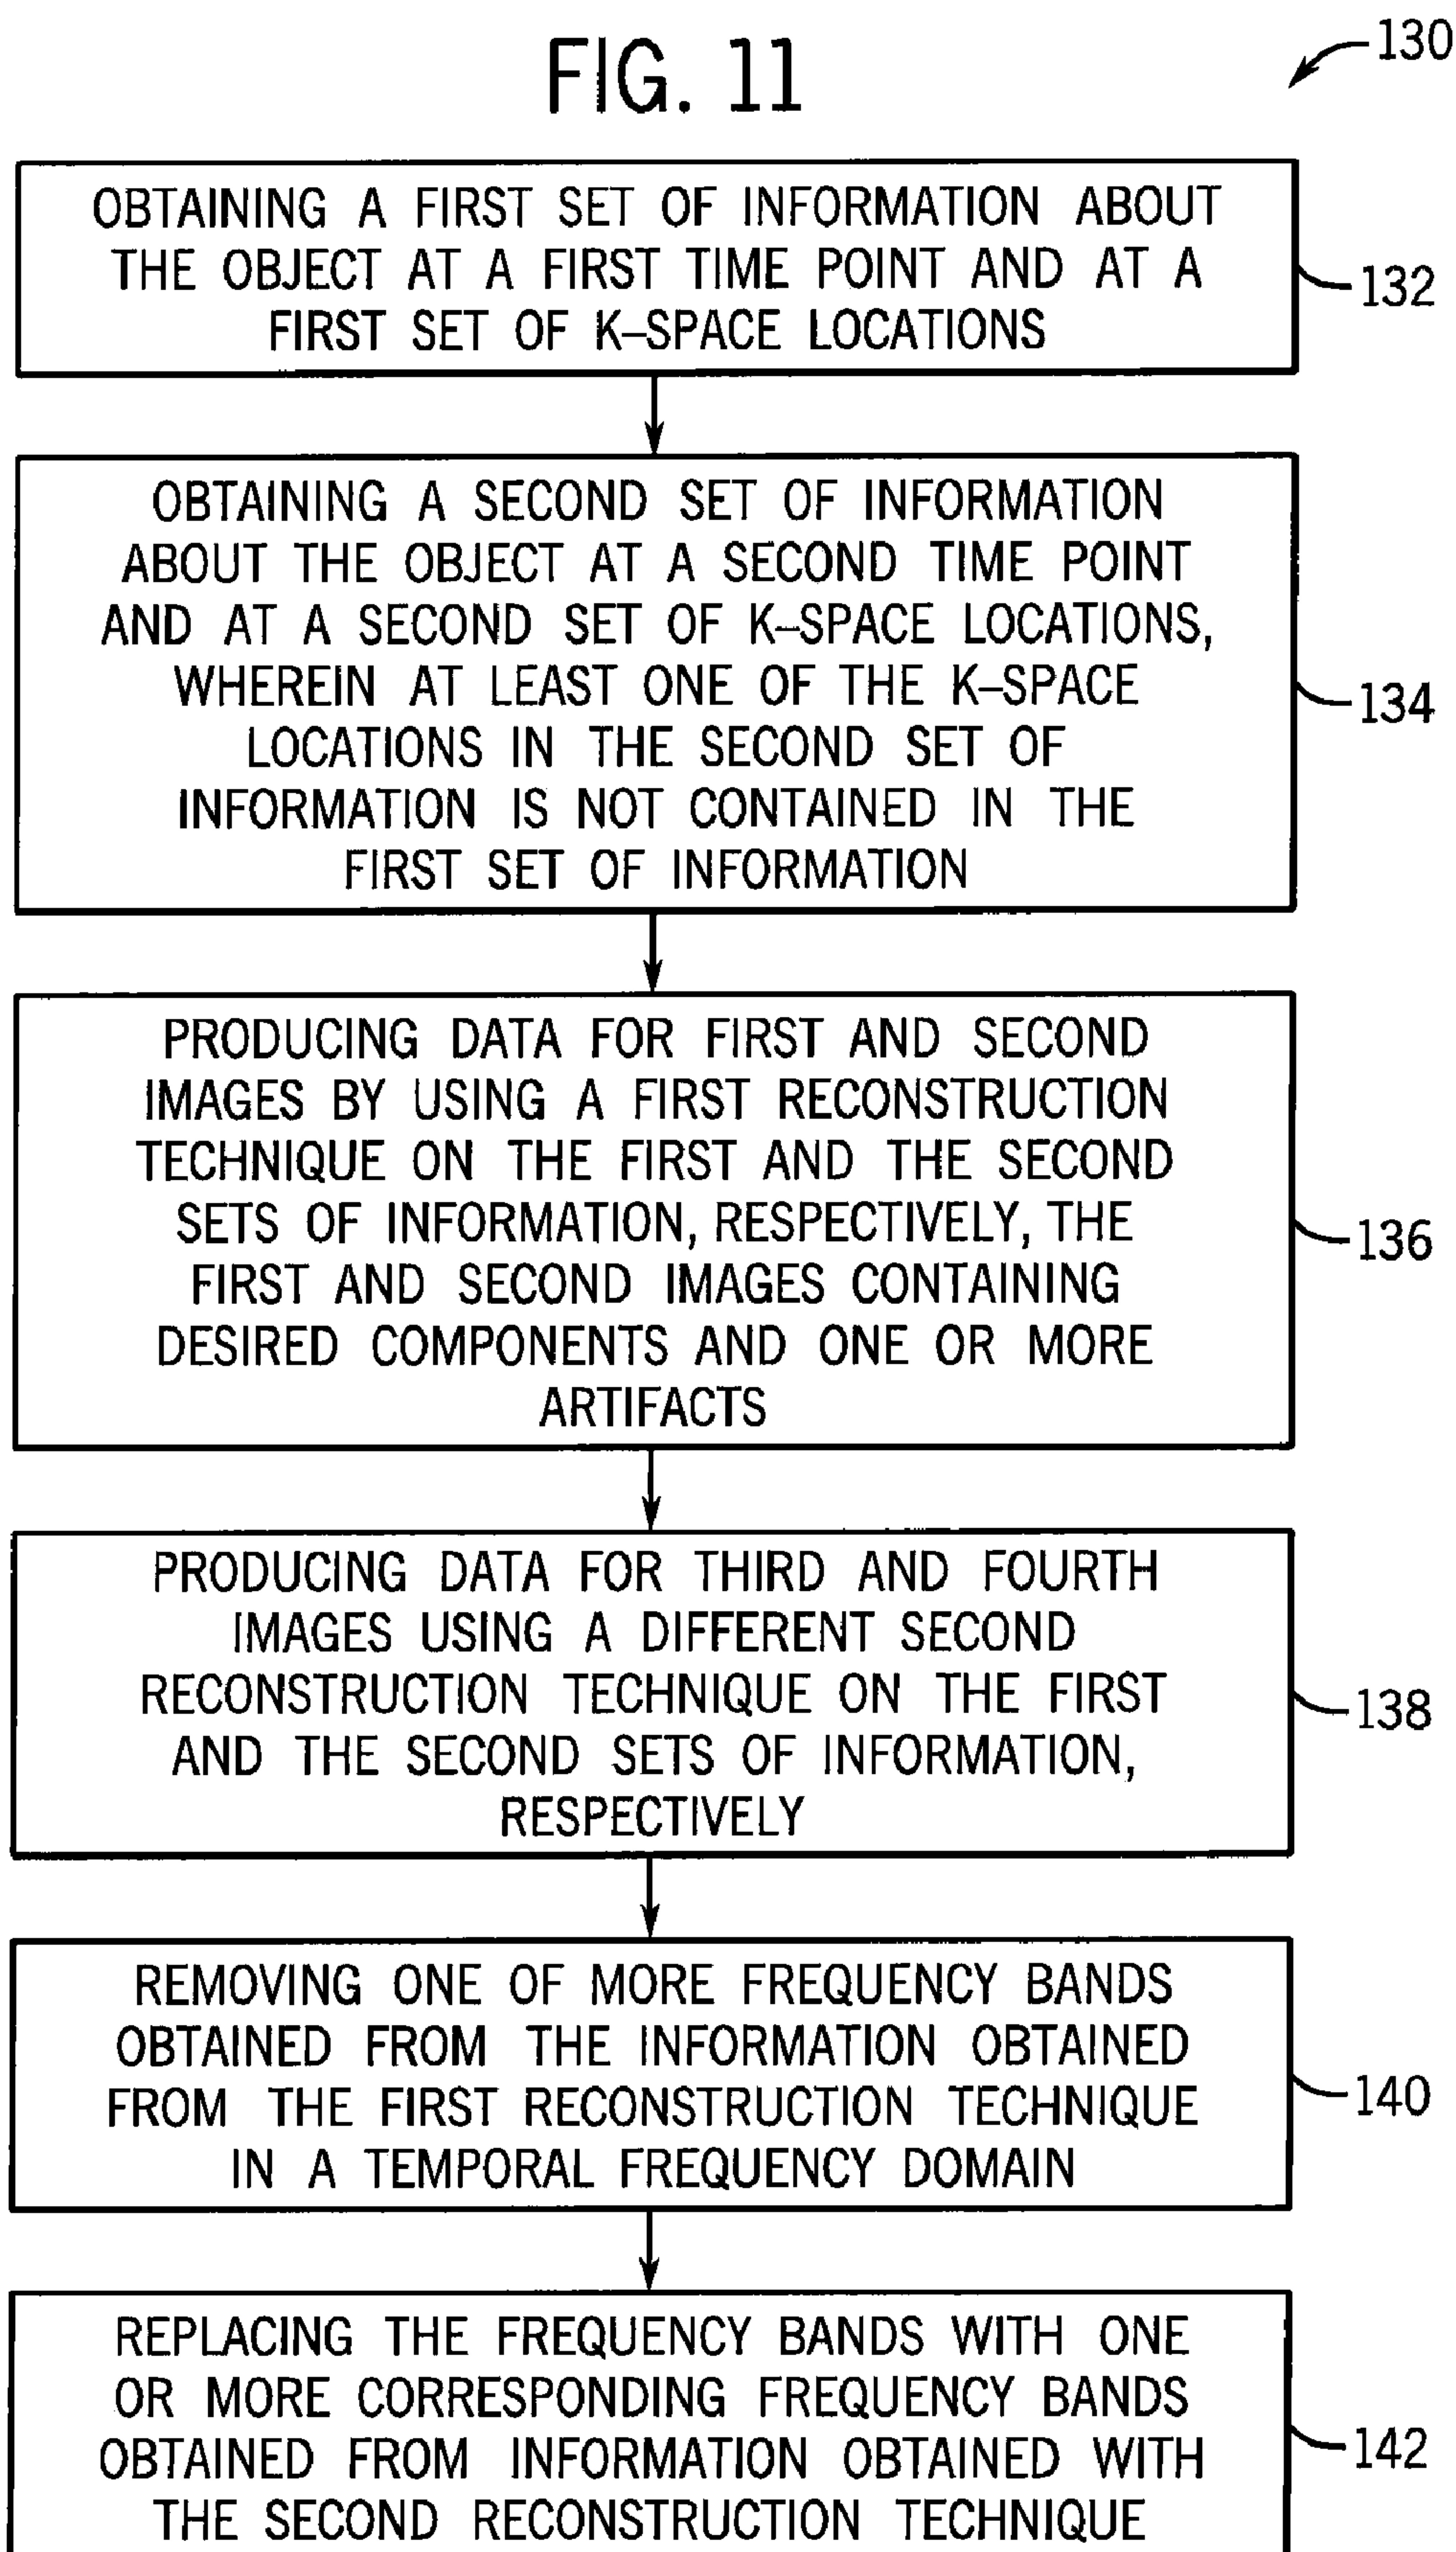 FIG. 11
130
OBTAINING A FIRST SET OF INFORMATION ABOUT
THE OBJECT AT A FIRST TIME POINT AND AT A
FIRST SET OF K-SPACE LOCATIONS
132
OBTAINING A SECOND SET OF INFORMATION
ABOUT THE OBJECT AT A SECOND TIME POINT
AND AT A SECOND SET OF K-SPACE LOCATIONS,
WHEREIN AT LEAST ONE OF THE K-SPACE
LOCATIONS IN THE SECOND SET OF
INFORMATION IS NOT CONTAINED IN THE
FIRST SET OF INFORMATION
134
PRODUCING DATA FOR FIRST AND SECOND
IMAGES BY USING A FIRST RECONSTRUCTION
TECHNIQUE ON THE FIRST AND THE SECOND
SETS OF INFORMATION, RESPECTIVELY, THE
FIRST AND SECOND IMAGES CONTAINING
DESIRED COMPONENTS AND ONE OR MORE
ARTIFACTS
136
PRODUCING DATA FOR THIRD AND FOURTH
IMAGES USING A DIFFERENT SECOND
RECONSTRUCTION TECHNIQUE ON THE FIRST
AND THE SECOND SETS OF INFORMATION,
RESPECTIVELY
138
REMOVING ONE OF MORE FREQUENCY BANDS
OBTAINED FROM THE INFORMATION OBTAINED
FROM THE FIRST RECONSTRUCTION TECHNIQUE
IN A TEMPORAL FREQUENCY DOMAIN
140
REPLACING THE FREQUENCY BANDS WITH ONE
OR MORE CORRESPONDING FREQUENCY BANDS
OBTAINED FROM INFORMATION OBTAINED WITH
THE SECOND RECONSTRUCTION TECHNIQUE
142